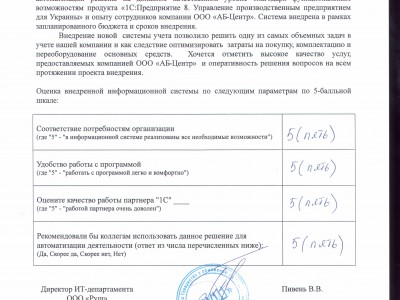 возможностям продукта «1С:Предприятие 8. Управление производственным предприятием
для Украины» и опыту сотрудников компании ООО «АБ-Центр». Система внедрена в рамках
запланированного бюджета и сроков внедрения.
Внедрение новой системы учета позволило решить одну из самых объемных задач в
учете нашей компании и как следствие оптимизировать затраты на покупку, комплектацию и
переоборудование основных средств. Хочется отметить высокое качество услуг,
предоставляемых компанией ООО «АБ-Центр» и оперативность решения вопросов на всем
протяжении проекта внедрения.
Оценка внедренной информационной системы по следующим параметрам по 5-балльной
шкале:
Соответствие потребностям организации
(где "5" - "в информационной системе реализованы все необходимые возможности")
5 (пять)
Удобство работы с программой
(где "5" - "работать с программой легко и комфортно")
5 (пять)
Оцените качество работы партнера "1С" ____
(где "5" - "работой партнера очень доволен")
5 (пять)
Рекомендовали бы коллегам использовать данное решение для
автоматизации деятельности (ответ из числа перечисленных ниже):
(Да, Скорее да, Скорее нет, Нет)
5 (пять)
Директор ИТ-департамента
Пивень В.В.
ООО «Руш»